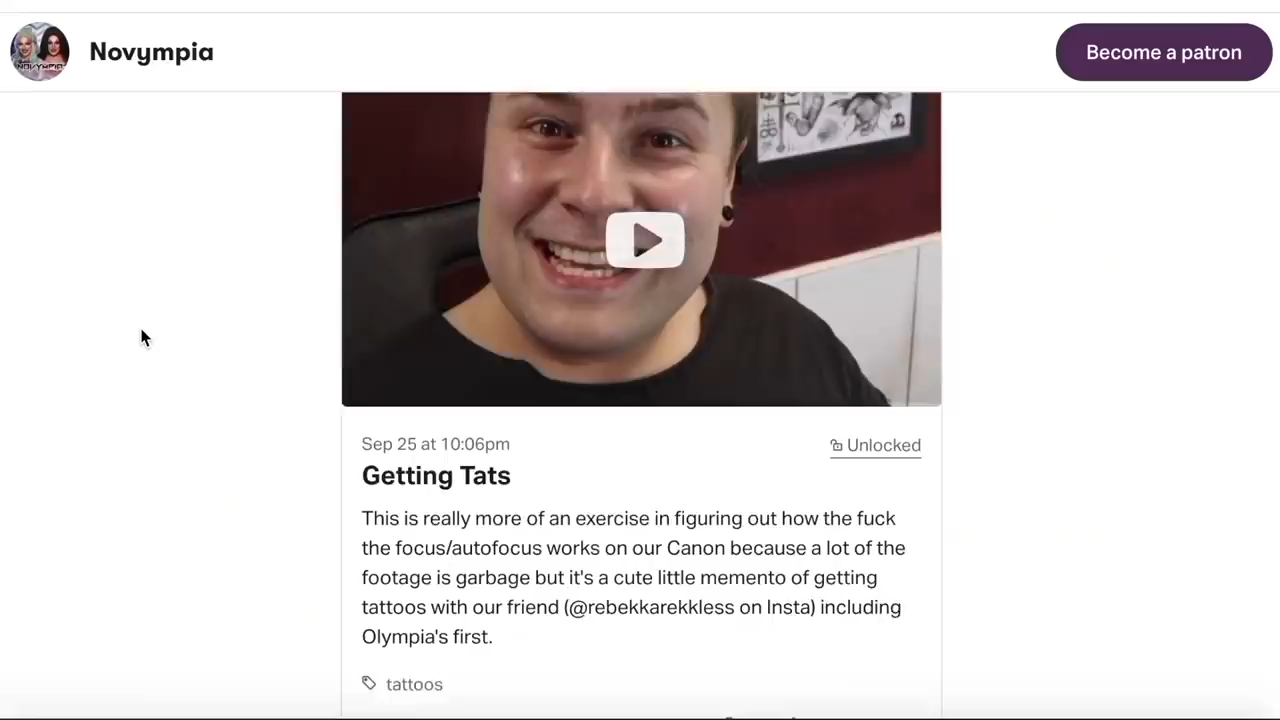 Novympia
Become a patron
NOVYMPIA
Sep 25 at 10:06pm
Unlocked
Getting Tats
This is really more of an exercise in figuring out how the fuck
the focus/autofocus works on our Canon because a lot of the
footage is garbage but it's a cute little memento of getting
tattoos with our friend (@rebekkarekkless on Insta) including
Olympia's first.
tattoos